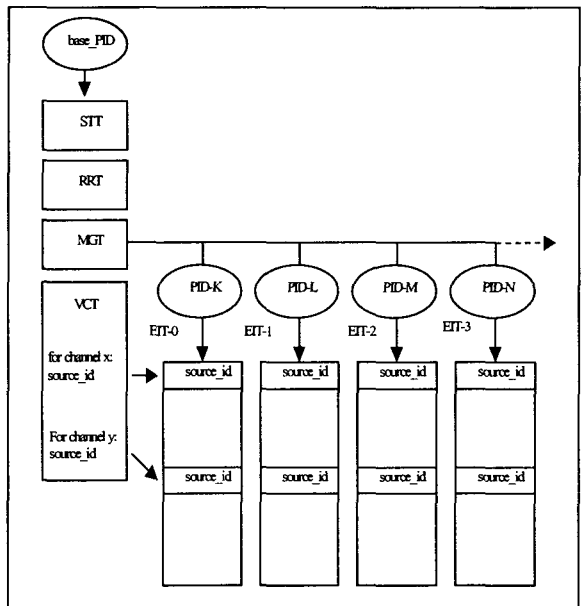 base_PID
STT
RRT
MGT
PID-K PID-L PID-M PID-N
VCT
EIT-0 EIT-1 EIT-2 EIT-3
for channel x:
source_id
source_id source_id source_id source_id
For channel y:
source_id
source_id source_id source_id source_id